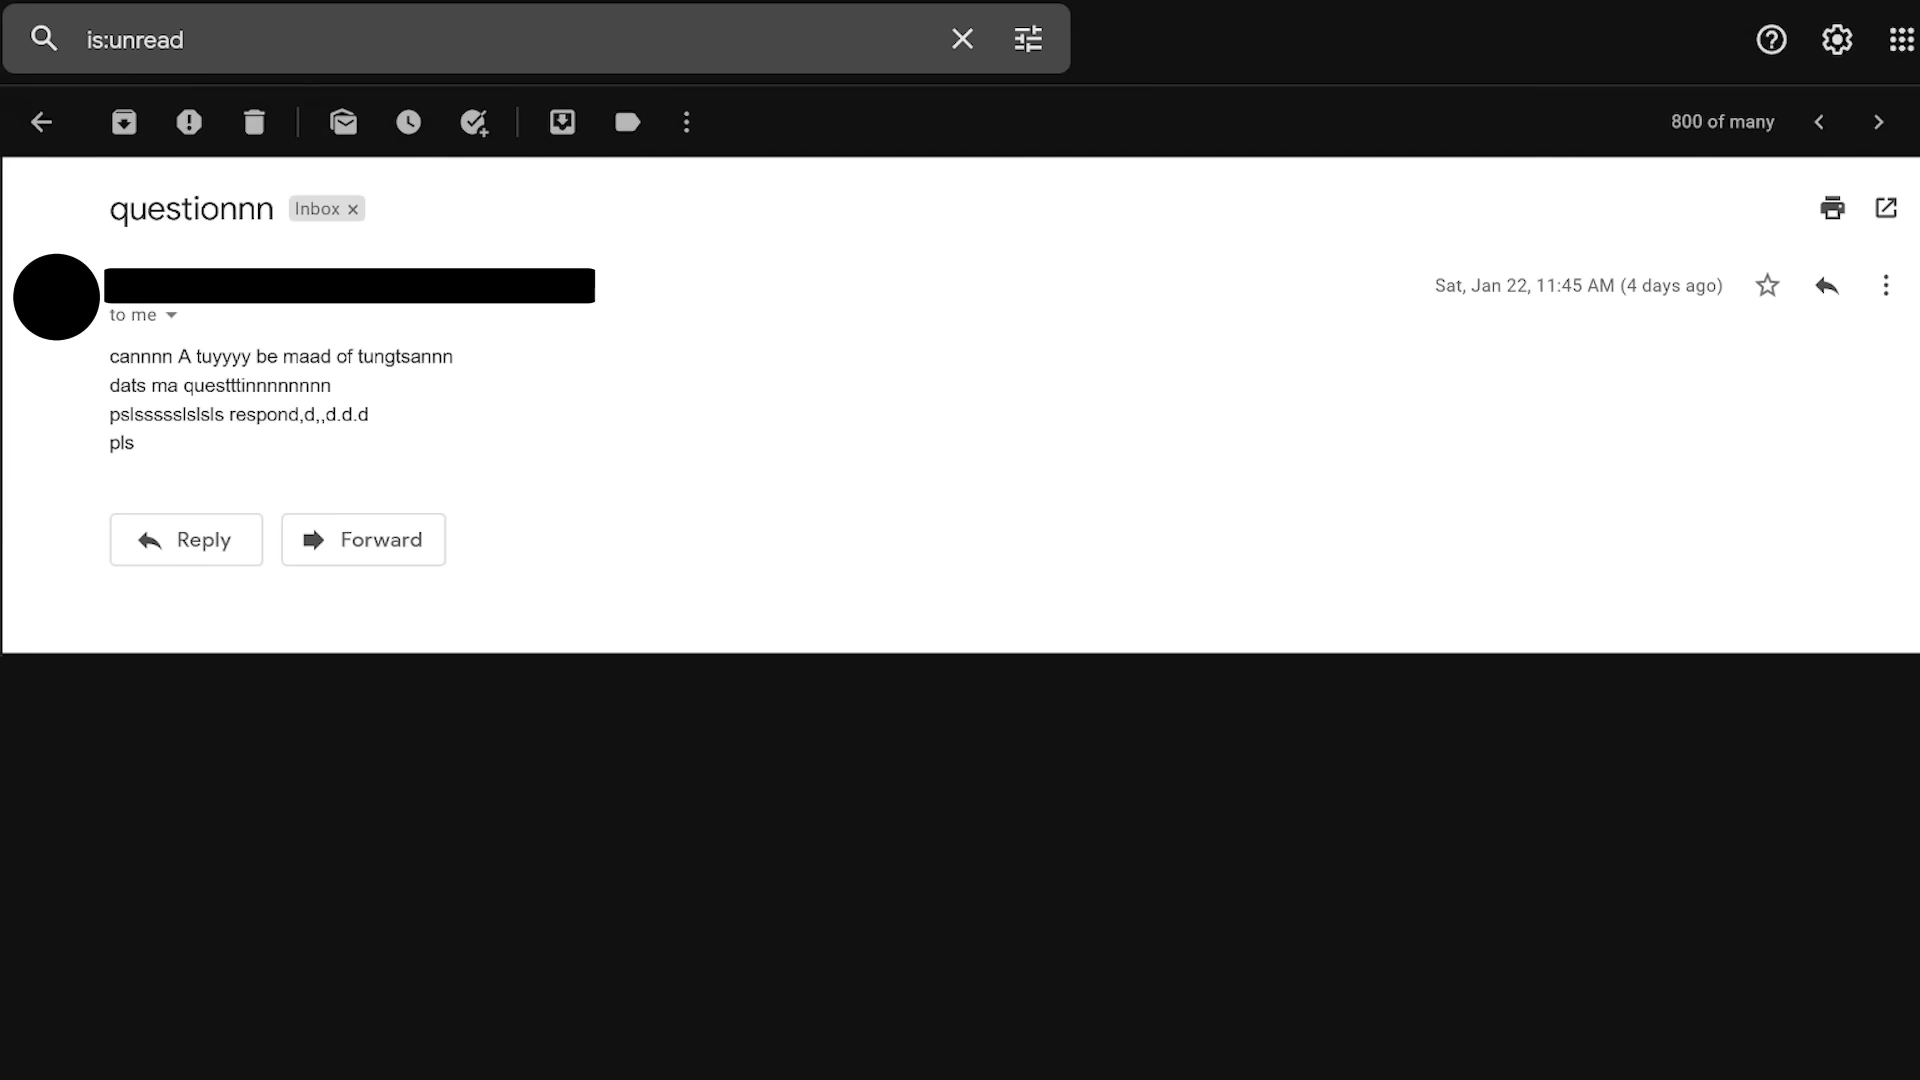 is:unread
800 of many
questionnn Inbox x
Sat, Jan 22, 11:45 AM (4 days ago)
to me
cannnn A tuyyyy be maad of tungtsannn
dats ma questttinnnnnnnn
pslssssslslsls respond,d,,d.d.d
pls
Reply Forward